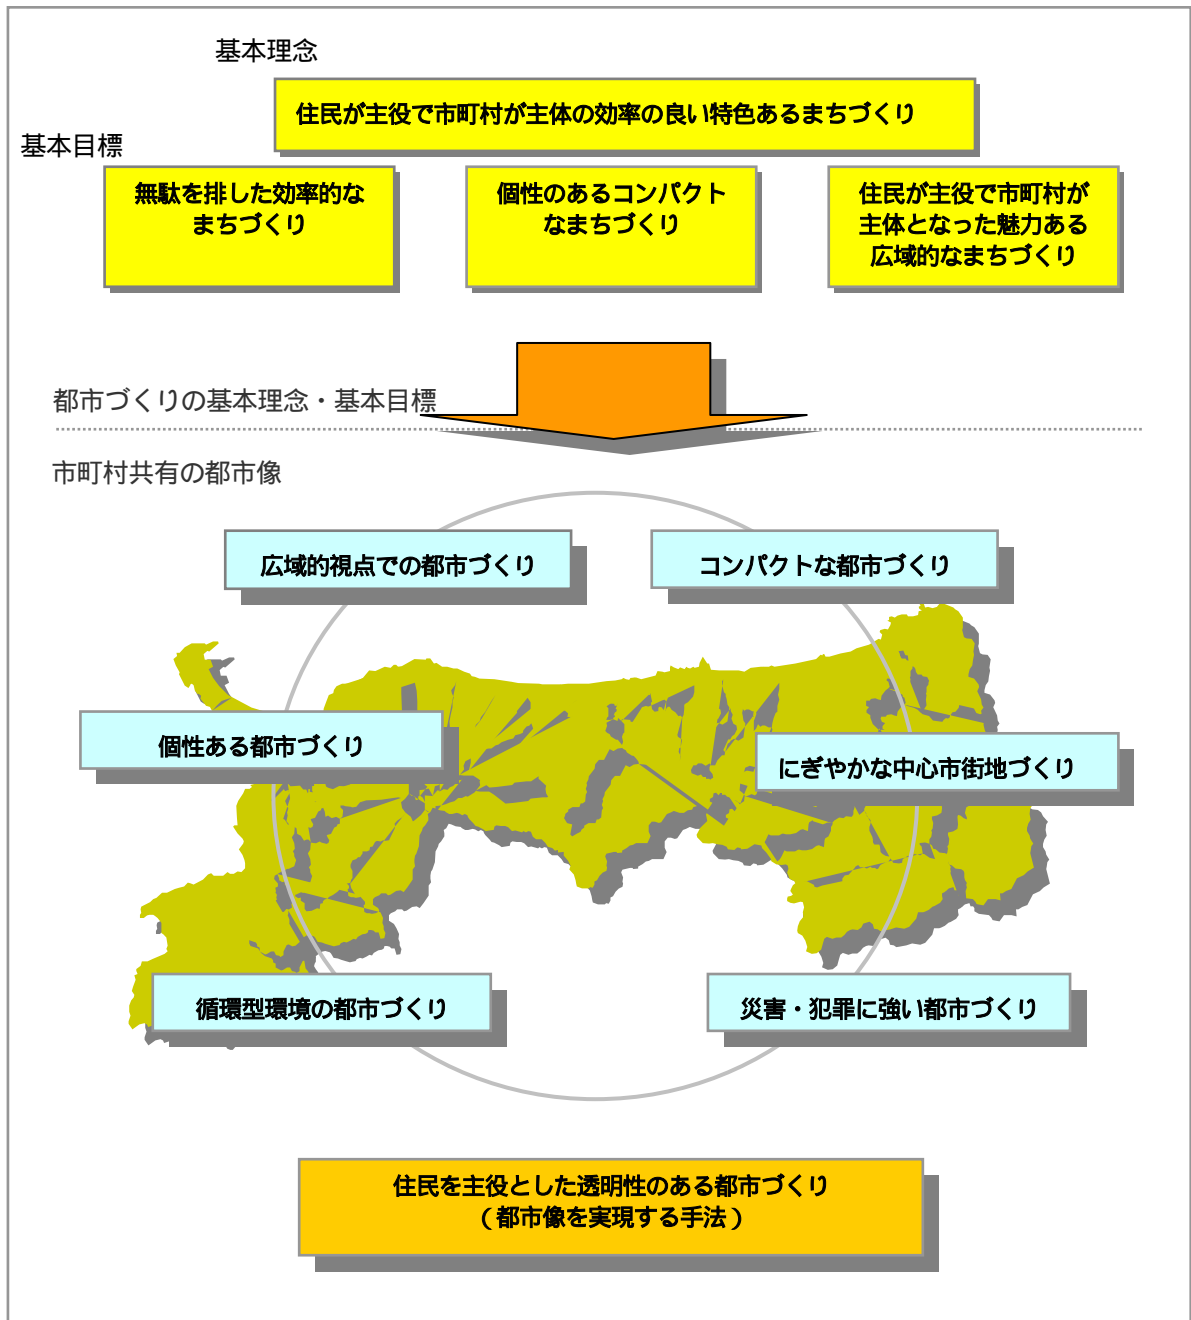 基本理念
住民が主役で市町村が主体の効率の良い特色あるまちづくり
基本目標
無駄を排した効率的な
まちづくり
個性のあるコンパクト
なまちづくり
住民が主役で市町村が
主体となった魅力ある
広域的なまちづくり
都市づくりの基本理念・基本目標
市町村共有の都市像
広域的視点での都市づくり
コンパクトな都市づくり
個性ある都市づくり
にぎやかな中心市街地づくり
循環型環境の都市づくり
災害・犯罪に強い都市づくり
住民を主役とした透明性のある都市づくり
（都市像を実現する手法）